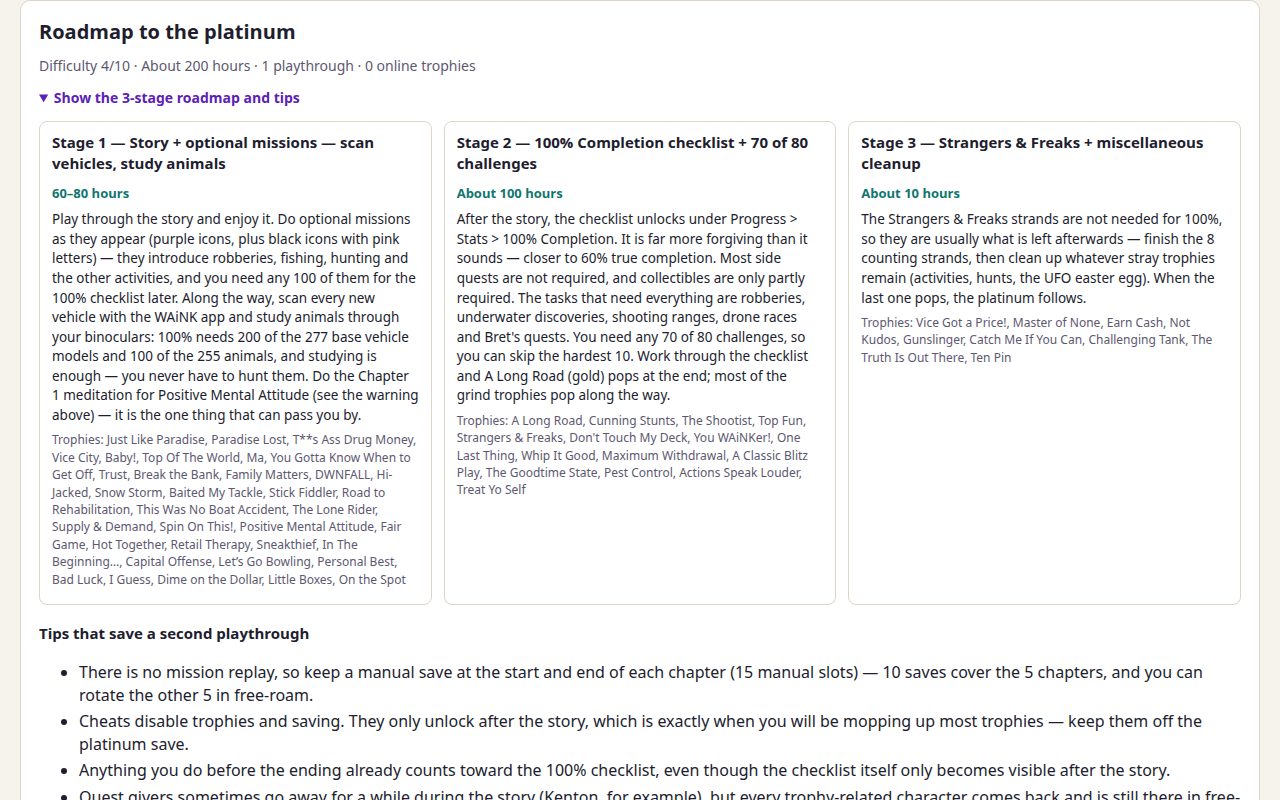 Roadmap to the platinum
Difficulty 4/10 · About 200 hours · 1 playthrough · 0 online trophies
▼ Show the 3-stage roadmap and tips
Stage 1 — Story + optional missions — scan
vehicles, study animals
60–80 hours
Play through the story and enjoy it. Do optional missions
as they appear (purple icons, plus black icons with pink
letters) — they introduce robberies, fishing, hunting and
the other activities, and you need any 100 of them for the
100% checklist later. Along the way, scan every new
vehicle with the WAiNK app and study animals through
your binoculars: 100% needs 200 of the 277 base vehicle
models and 100 of the 255 animals, and studying is
enough — you never have to hunt them. Do the Chapter
1 meditation for Positive Mental Attitude (see the warning
above) — it is the one thing that can pass you by.
Trophies: Just Like Paradise, Paradise Lost, T**s Ass Drug Money,
Vice City, Baby!, Top Of The World, Ma, You Gotta Know When to
Get Off, Trust, Break the Bank, Family Matters, DWNFALL, Hi-
Jacked, Snow Storm, Baited My Tackle, Stick Fiddler, Road to
Rehabilitation, This Was No Boat Accident, The Lone Rider,
Supply & Demand, Spin On This!, Positive Mental Attitude, Fair
Game, Hot Together, Retail Therapy, Sneakthief, In The
Beginning..., Capital Offense, Let’s Go Bowling, Personal Best,
Bad Luck, I Guess, Dime on the Dollar, Little Boxes, On the Spot
Stage 2 — 100% Completion checklist + 70 of 80
challenges
About 100 hours
After the story, the checklist unlocks under Progress >
Stats > 100% Completion. It is far more forgiving than it
sounds — closer to 60% true completion. Most side
quests are not required, and collectibles are only partly
required. The tasks that need everything are robberies,
underwater discoveries, shooting ranges, drone races
and Bret's quests. You need any 70 of 80 challenges, so
you can skip the hardest 10. Work through the checklist
and A Long Road (gold) pops at the end; most of the
grind trophies pop along the way.
Trophies: A Long Road, Cunning Stunts, The Shootist, Top Fun,
Strangers & Freaks, Don't Touch My Deck, You WAiNKer!, One
Last Thing, Whip It Good, Maximum Withdrawal, A Classic Blitz
Play, The Goodtime State, Pest Control, Actions Speak Louder,
Treat Yo Self
Stage 3 — Strangers & Freaks + miscellaneous
cleanup
About 10 hours
The Strangers & Freaks strands are not needed for 100%,
so they are usually what is left afterwards — finish the 8
counting strands, then clean up whatever stray trophies
remain (activities, hunts, the UFO easter egg). When the
last one pops, the platinum follows.
Trophies: Vice Got a Price!, Master of None, Earn Cash, Not
Kudos, Gunslinger, Catch Me If You Can, Challenging Tank, The
Truth Is Out There, Ten Pin
Tips that save a second playthrough
• There is no mission replay, so keep a manual save at the start and end of each chapter (15 manual slots) — 10 saves cover the 5 chapters, and you can
rotate the other 5 in free-roam.
• Cheats disable trophies and saving. They only unlock after the story, which is exactly when you will be mopping up most trophies — keep them off the
platinum save.
• Anything you do before the ending already counts toward the 100% checklist, even though the checklist itself only becomes visible after the story.
• Quest givers sometimes go away for a while during the story (Kenton, for example), but every trophy-related character comes back and is still there in free-